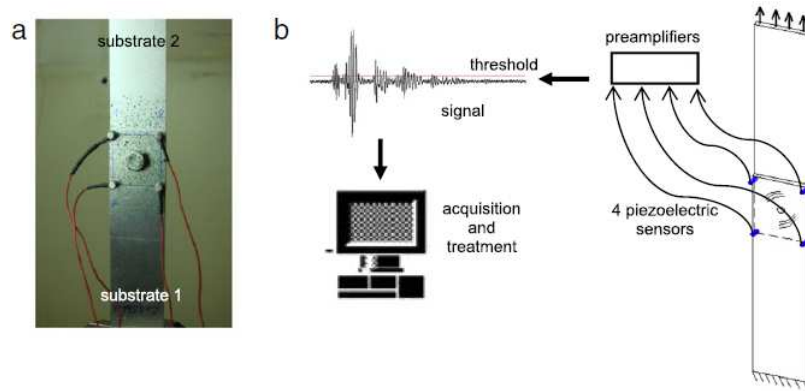 a
substrate 2
substrate 1
b
threshold
signal
preamplifiers
acquisition
and
treatment
4 piezoelectric
sensors